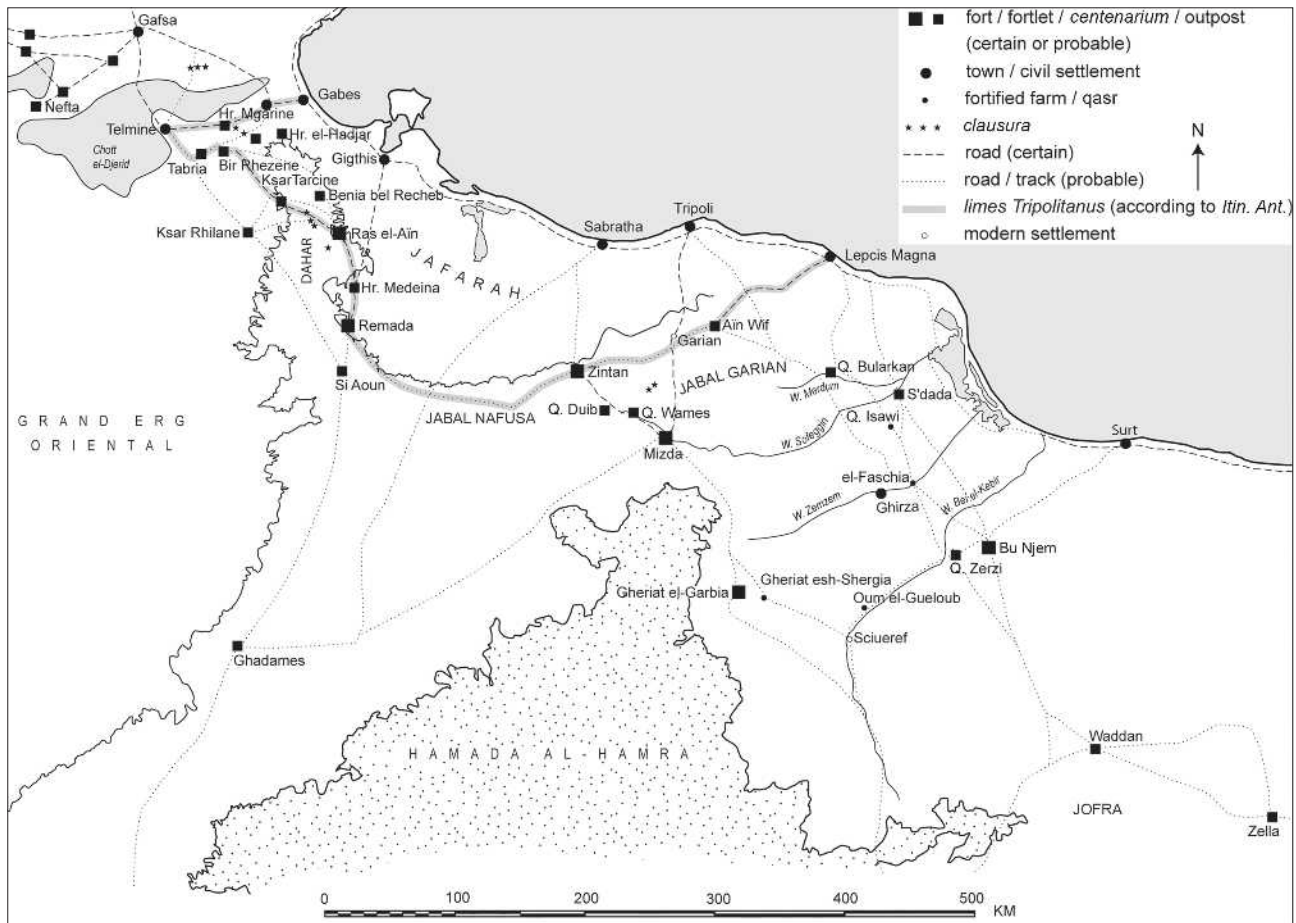 fort / fortlet / centenarium / outpost
(certain or probable)
town / civil settlement
fortified farm / qasr
clausura
road (certain)
road / track (probable)
limes Tripolitanus (according to Itin. Ant.)
modern settlement
N
Gafsa
Nefta
Gabes
Hr. Mgarine
Telmine
Hr. el-Hadjar
Chott
el-Djerid
Tabria
Bir Rhezene
Gigthis
Ksar Tarcine
Benia bel Recheb
Ksar Rhilane
Ras el-Aïn
DAHAR
JAFARAH
Sabratha
Tripoli
Lepcis Magna
Hr. Medeina
Remada
Aïn Wif
Garian
Si Aoun
Zintan
JABAL GARIAN
Q. Bularkan
W. Merdum
S'dada
JABAL NAFUSA
Q. Duib
Q. Wames
Q. Isawi
W. Sofeggin
Mizda
Surt
GRAND ERG
ORIENTAL
el-Faschia
W. Zemzem
Ghirza
W. Bei el-Kebir
Bu Njem
Q. Zerzi
Gheriat esh-Shergia
Gheriat el-Garbia
Oum el-Gueloub
Sciueref
Ghadames
HAMADA AL-HAMRA
Waddan
JOFRA
Zella
0 100 200 300 400 500
KM